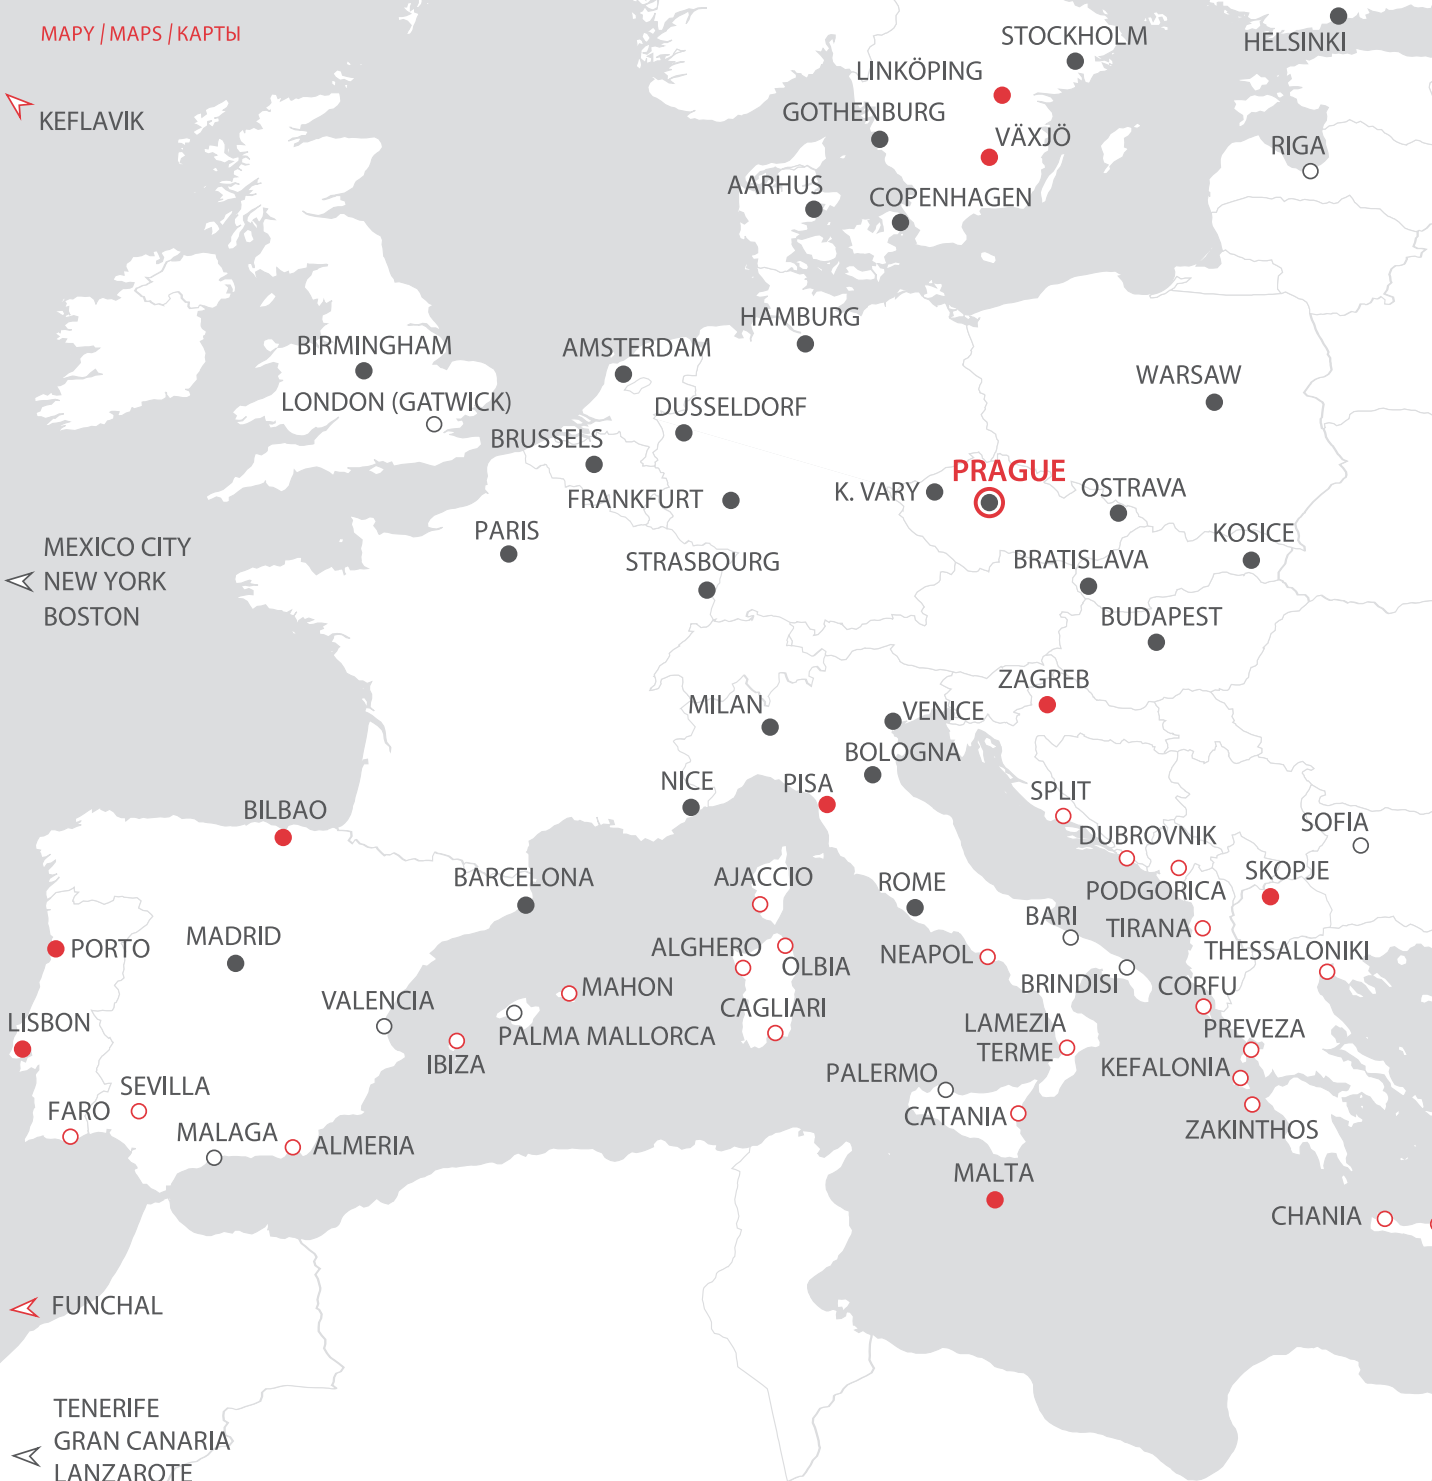 MAPY / MAPS / КАРТЫ
STOCKHOLM
HELSINKI
LINKÖPING
KEFLAVIK
GOTHENBURG
VÄXJÖ
RIGA
AARHUS
COPENHAGEN
HAMBURG
BIRMINGHAM
AMSTERDAM
WARSAW
LONDON (GATWICK)
DUSSELDORF
BRUSSELS
PRAGUE
FRANKFURT
K. VARY
OSTRAVA
PARIS
KOSICE
MEXICO CITY
NEW YORK
BOSTON
STRASBOURG
BRATISLAVA
BUDAPEST
ZAGREB
MILAN
VENICE
BOLOGNA
NICE
PISA
SPLIT
BILBAO
DUBROVNIK
SOFIA
BARCELONA
AJACCIO
ROME
PODGORICA
SKOPJE
BARI
TIRANA
PORTO
MADRID
ALGHERO
OLBIA
NEAPOL
THESSALONIKI
BRINDISI
CORFU
MAHON
VALENCIA
CAGLIARI
LISBON
PALMA MALLORCA
LAMEZIA
TERME
PREVEZA
IBIZA
KEFALONIA
PALERMO
SEVILLA
FARO
CATANIA
ZAKINTHOS
MALAGA
ALMERIA
MALTA
CHANIA
FUNCHAL
TENERIFE
GRAN CANARIA
LANZAROTE